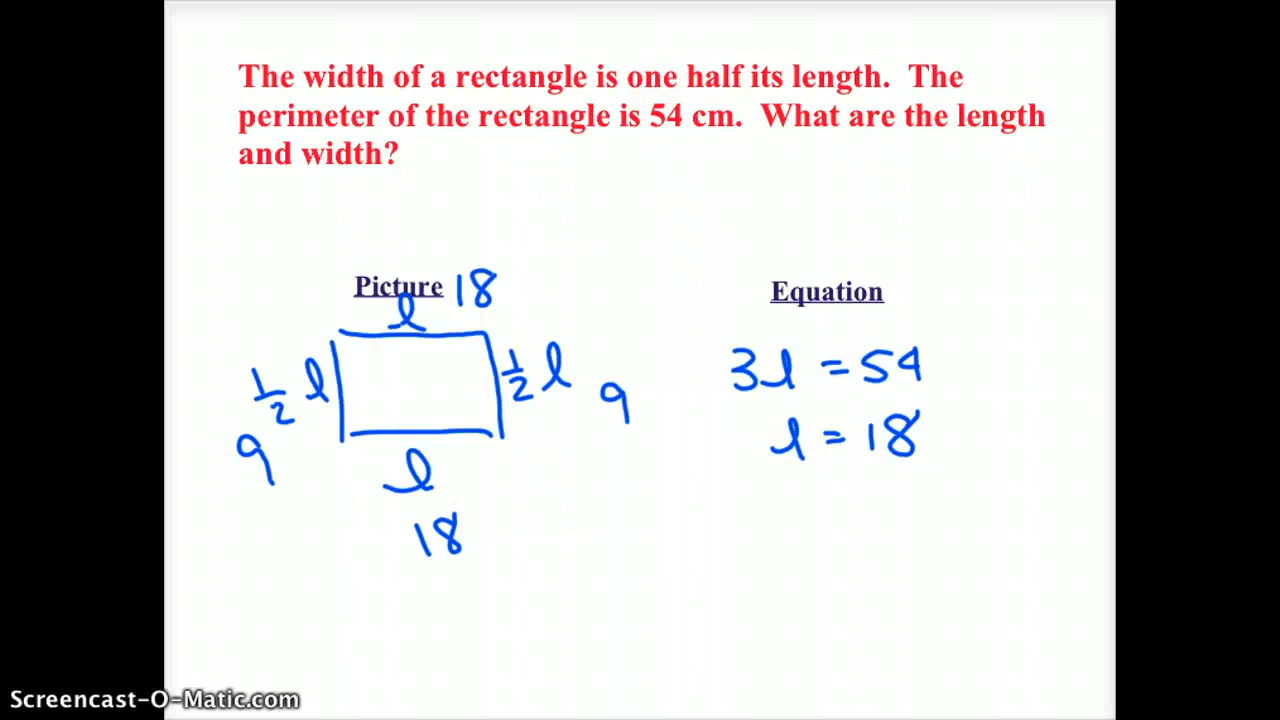 The width of a rectangle is one half its length. The
perimeter of the rectangle is 54 cm. What are the length
and width?
Picture 18
l
1/2 l
1/2 l
9
9
l
18
Equation
3l = 54
l = 18
Screencast-O-Matic.com